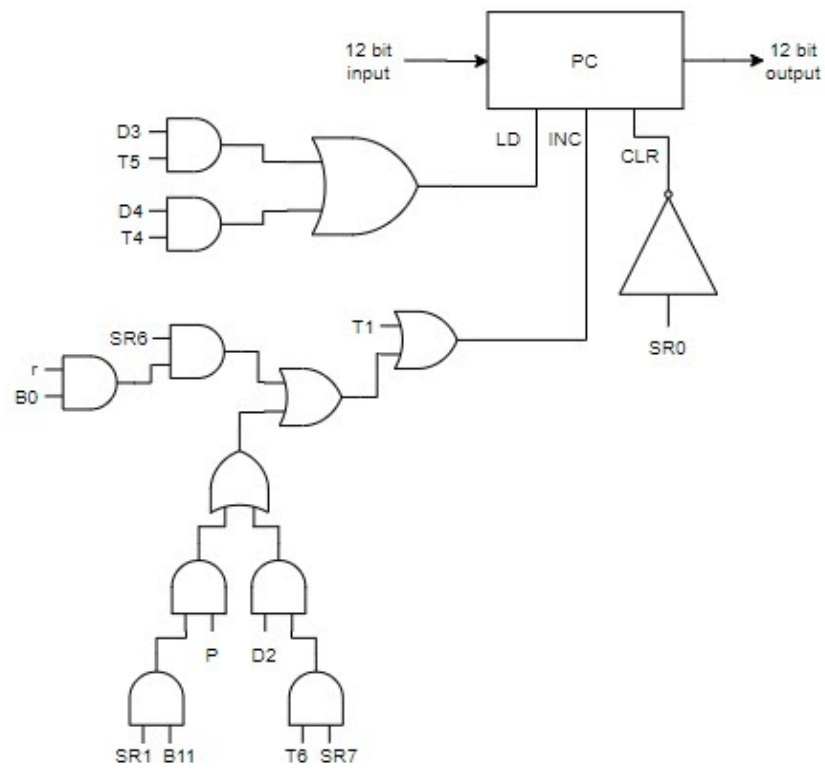 12 bit
input
PC
12 bit
output
LD
INC
CLR
D3
T5
D4
T4
SR0
T1
SR6
r
B0
P
D2
SR1
B11
T6
SR7